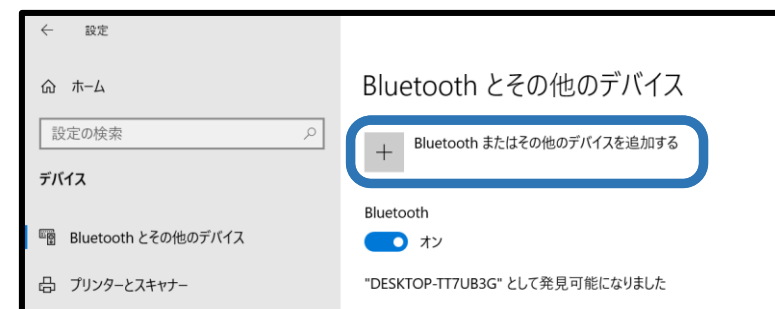 ← 設定
ホーム
設定の検索
デバイス
Bluetooth とその他のデバイス
プリンターとスキャナー
Bluetooth とその他のデバイス
+ Bluetooth またはその他のデバイスを追加する
Bluetooth
オン
"DESKTOP-TT7UB3G" として発見可能になりました